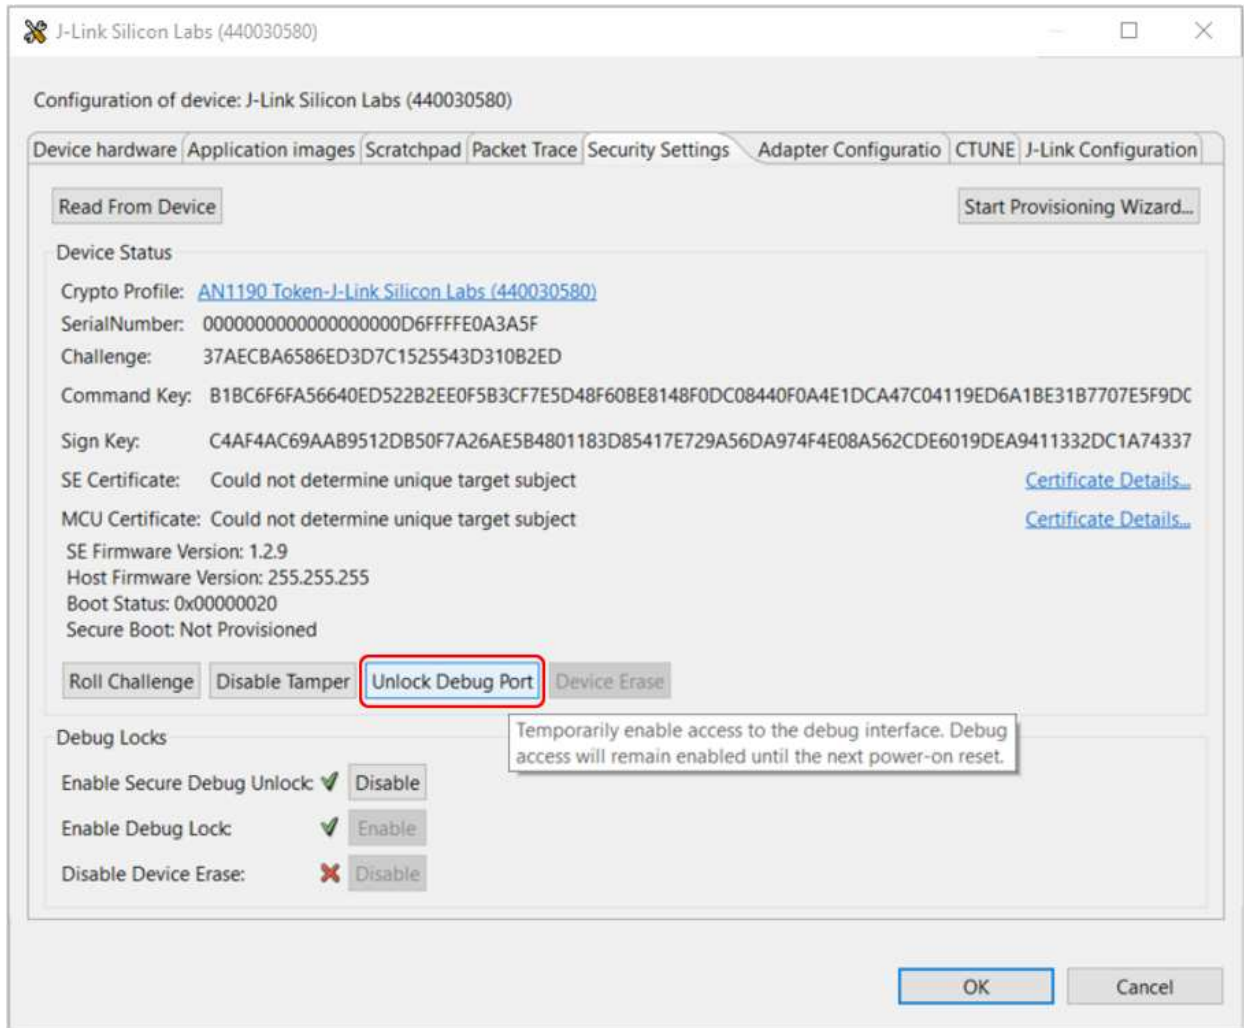 J-Link Silicon Labs (440030580)
Configuration of device: J-Link Silicon Labs (440030580)
Device hardware Application images Scratchpad Packet Trace Security Settings Adapter Configuratio CTUNE J-Link Configuration
Read From Device Start Provisioning Wizard...
Device Status
Crypto Profile: AN1190 Token-J-Link Silicon Labs (440030580)
SerialNumber: 0000000000000000000D6FFFFE0A3A5F
Challenge: 37AECBA6586ED3D7C1525543D310B2ED
Command Key: B1BC6F6FA56640ED522B2EE0F5B3CF7E5D48F60BE8148F0DC08440F0A4E1DCA47C04119ED6A1BE31B7707E5F9DC
Sign Key: C4AF4AC69AAB9512DB50F7A26AE5B4801183D85417E729A56DA974F4E08A562CDE6019DEA9411332DC1A74337
SE Certificate: Could not determine unique target subject Certificate Details...
MCU Certificate: Could not determine unique target subject Certificate Details...
SE Firmware Version: 1.2.9
Host Firmware Version: 255.255.255
Boot Status: 0x00000020
Secure Boot: Not Provisioned
Roll Challenge Disable Tamper Unlock Debug Port Device Erase
Temporarily enable access to the debug interface. Debug
access will remain enabled until the next power-on reset.
Debug Locks
Enable Secure Debug Unlock: Disable
Enable Debug Lock: Enable
Disable Device Erase: Disable
OK Cancel